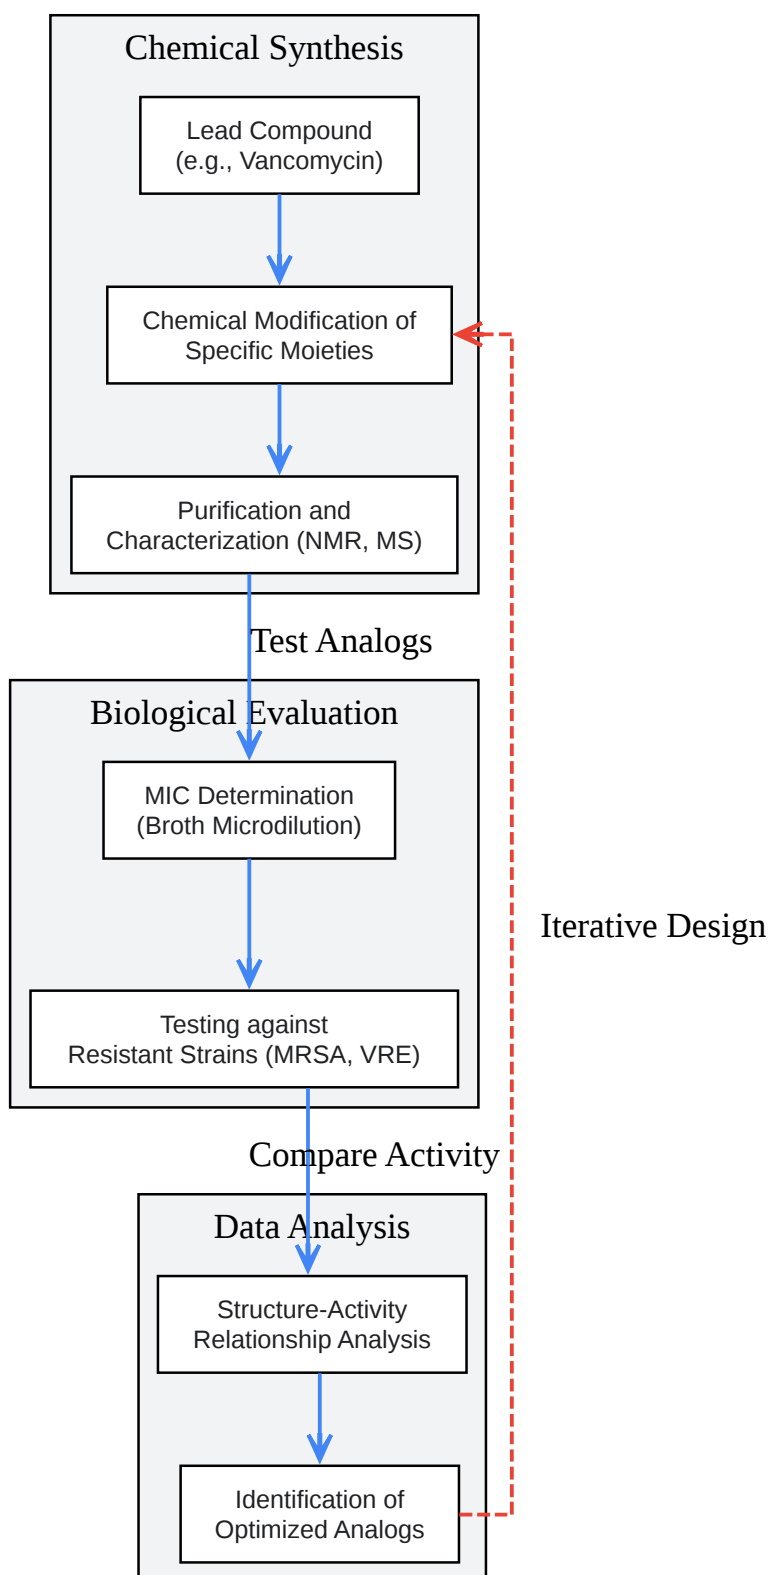 Chemical Synthesis
Lead Compound
(e.g., Vancomycin)
Chemical Modification of
Specific Moieties
Purification and
Characterization (NMR, MS)
Test Analogs
Biological Evaluation
MIC Determination
(Broth Microdilution)
Iterative Design
Testing against
Resistant Strains (MRSA, VRE)
Compare Activity
Data Analysis
Structure-Activity
Relationship Analysis
Identification of
Optimized Analogs